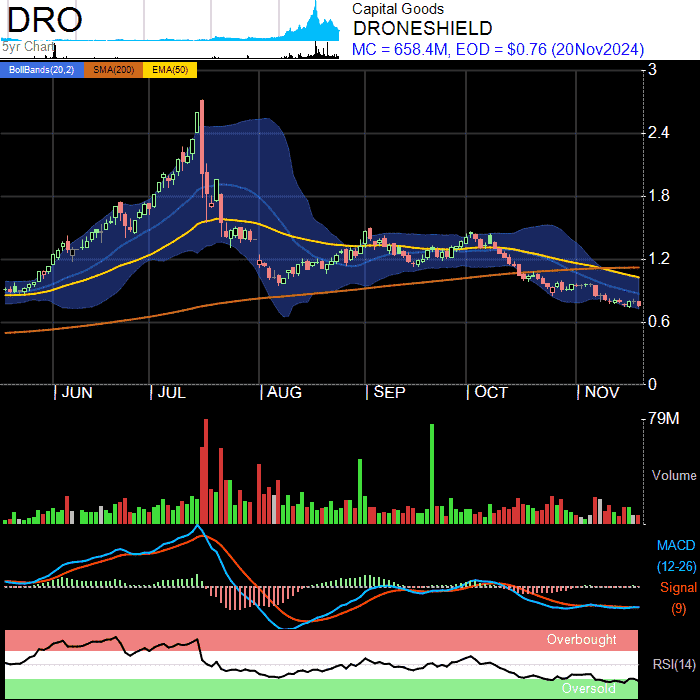 DRO
5yr Chart
Capital Goods
DRONESHIELD
MC = 658.4M, EOD = $0.76 (20Nov2024)
BollBands(20,2) SMA(200) EMA(50)
3
2.4
1.8
1.2
0.6
0
JUN JUL AUG SEP OCT NOV
79M
Volume
MACD
(12-26)
Signal
(9)
Overbought
RSI(14)
Oversold